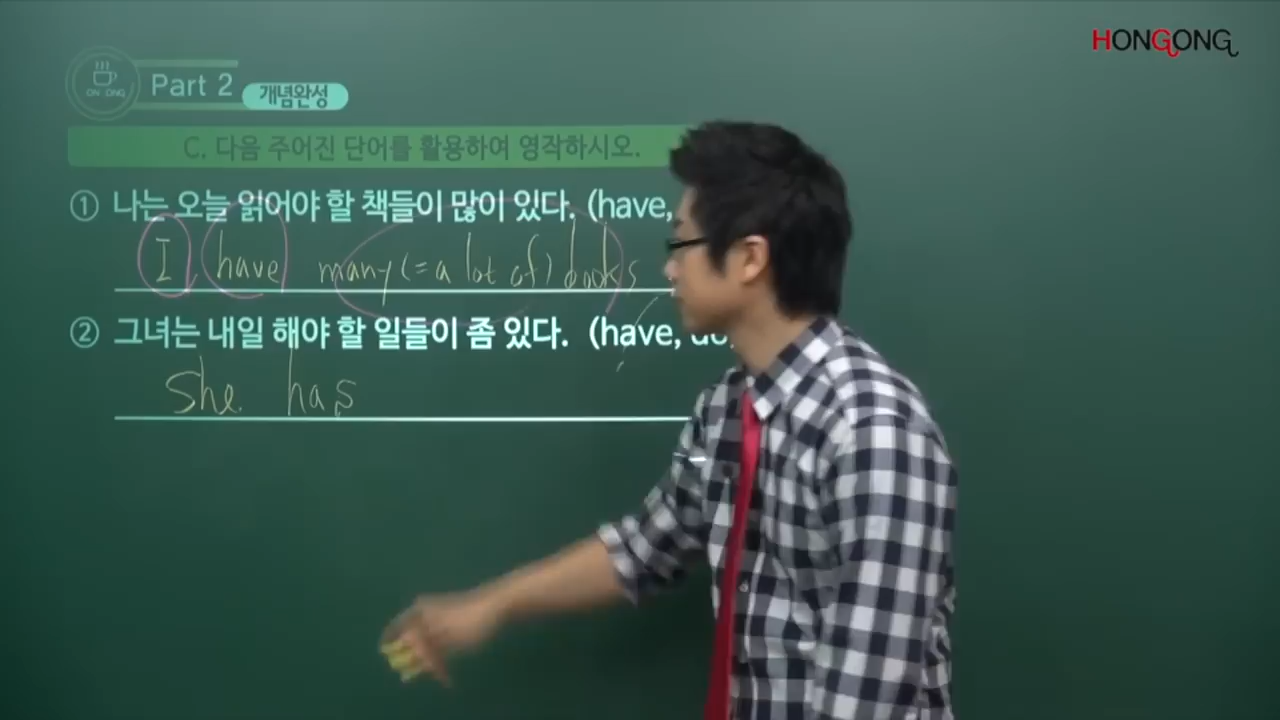 HONGONG
Part 2 개념완성
C. 다음 주어진 단어를 활용하여 영작하시오.
① 나는 오늘 읽어야 할 책들이 많이 있다. (have,
I have many (= a lot of) books
② 그녀는 내일 해야 할 일들이 좀 있다. (have, do,
She has